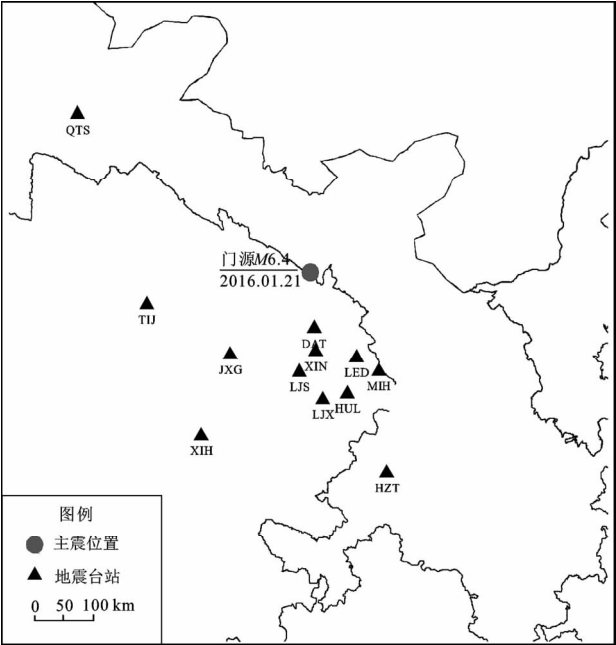 QTS
门源M6.4
2016.01.21
TIJ
DAT
XIN
JXG
LED
LJS
MIH
LJX
HUL
XIH
HZT
图例
主震位置
地震台站
0 50 100 km